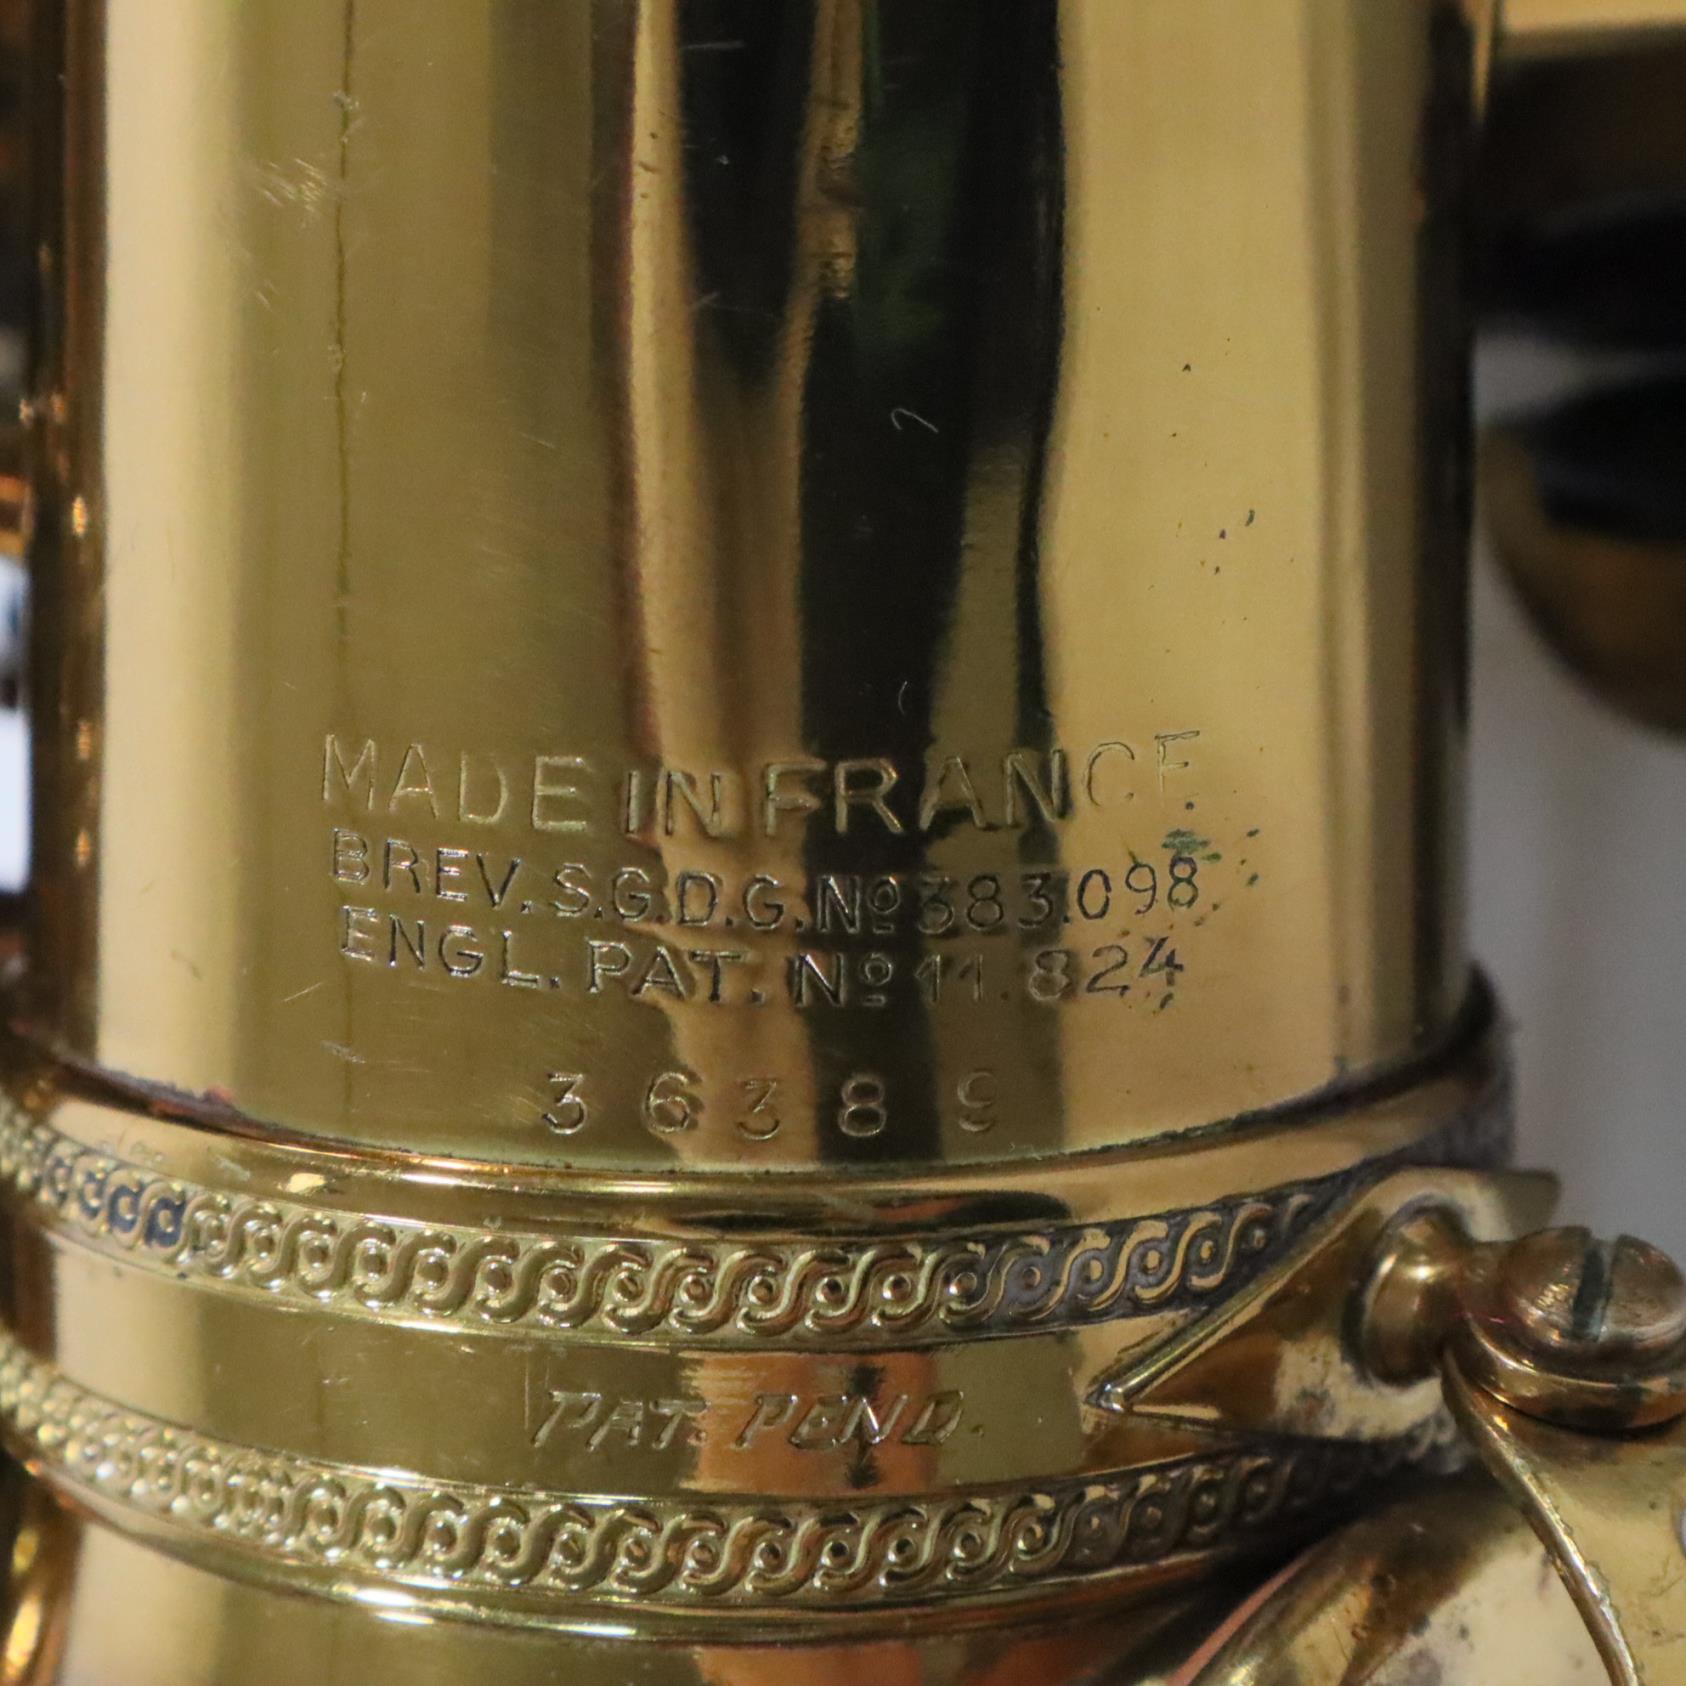 MADE IN FRANCE
BREV. S.G.D.G. Nº 383.098
ENGL. PAT. Nº 11.824
36389
PAT. PEND.